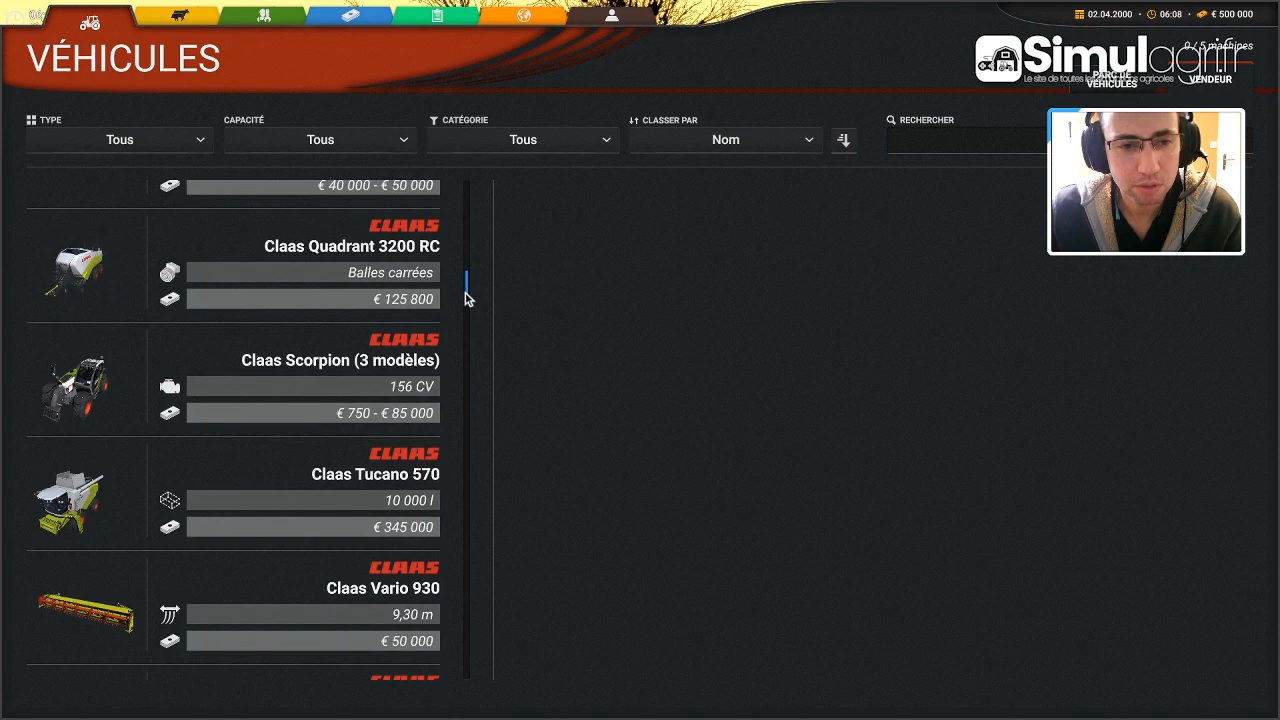 02.04.2000 • 06:08 • € 500 000
VÉHICULES
Simulagri.fr
0 / 5 machines
PARC DE
VÉHICULES
VENDEUR
TYPE
Tous
CAPACITÉ
Tous
CATÉGORIE
Tous
CLASSER PAR
Nom
RECHERCHER
€ 40 000 - € 50 000
CLAAS
Claas Quadrant 3200 RC
Balles carrées
€ 125 800
CLAAS
Claas Scorpion (3 modèles)
156 CV
€ 750 - € 85 000
CLAAS
Claas Tucano 570
10 000 l
€ 345 000
CLAAS
Claas Vario 930
9,30 m
€ 50 000